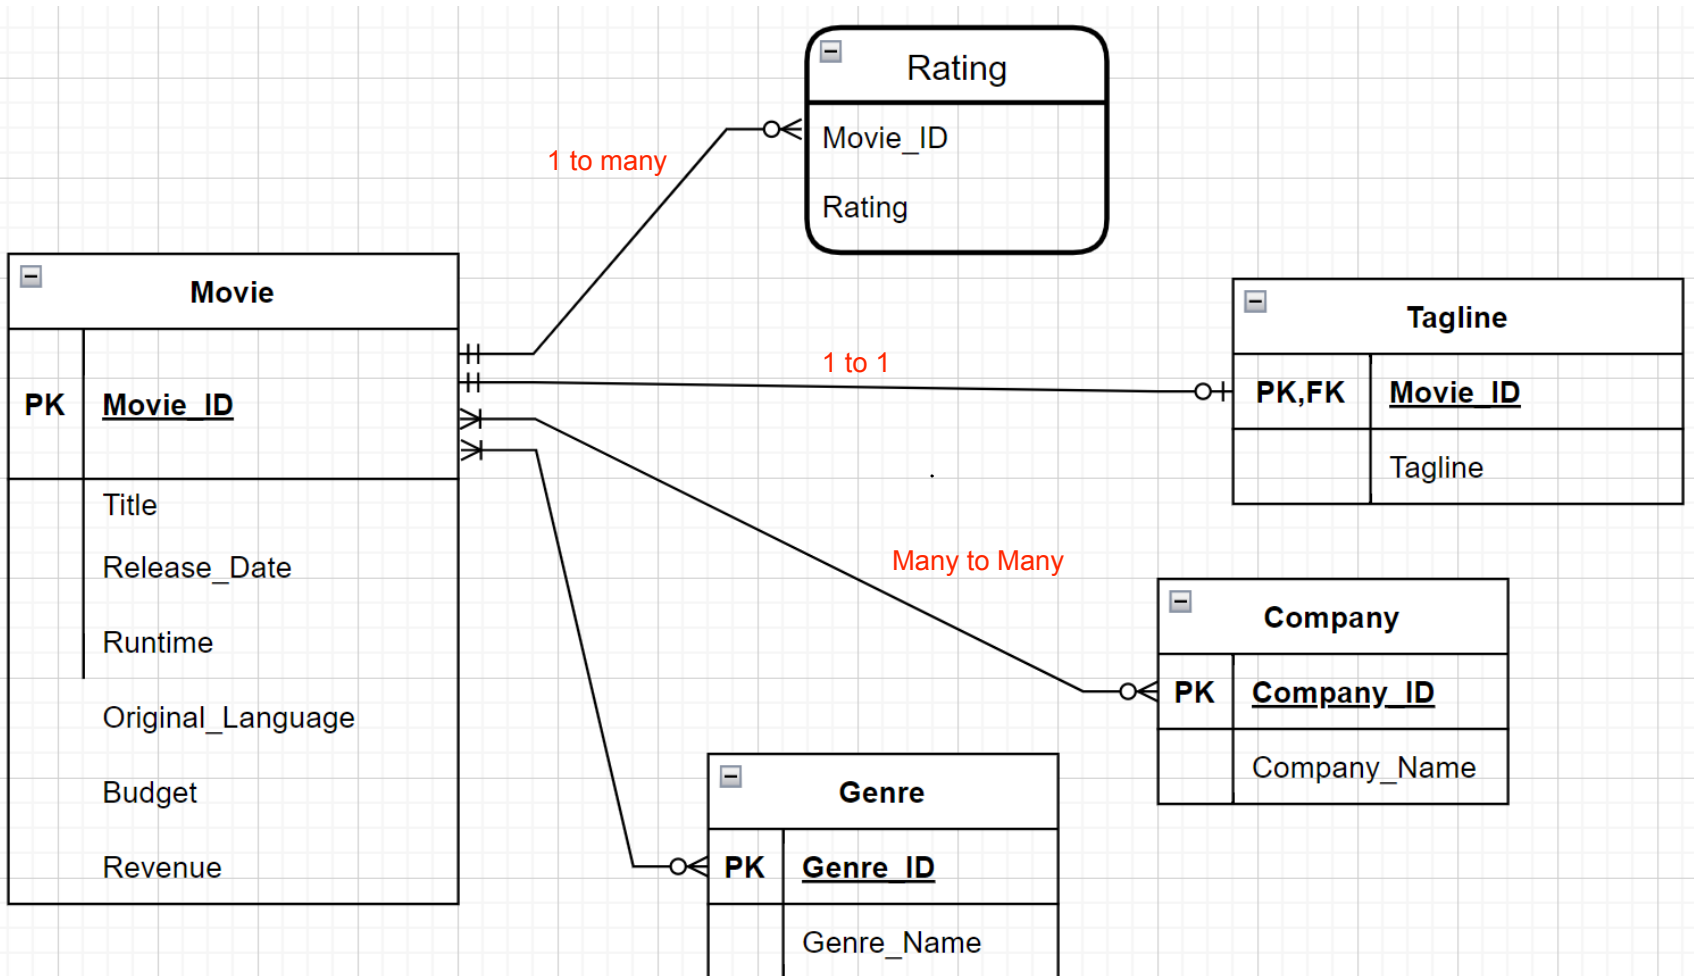 Rating
Movie_ID
Rating
1 to many
Movie
PK Movie_ID
Title
Release_Date
Runtime
Original_Language
Budget
Revenue
1 to 1
Tagline
PK,FK Movie_ID
Tagline
Many to Many
Company
PK Company_ID
Company_Name
Genre
PK Genre_ID
Genre_Name